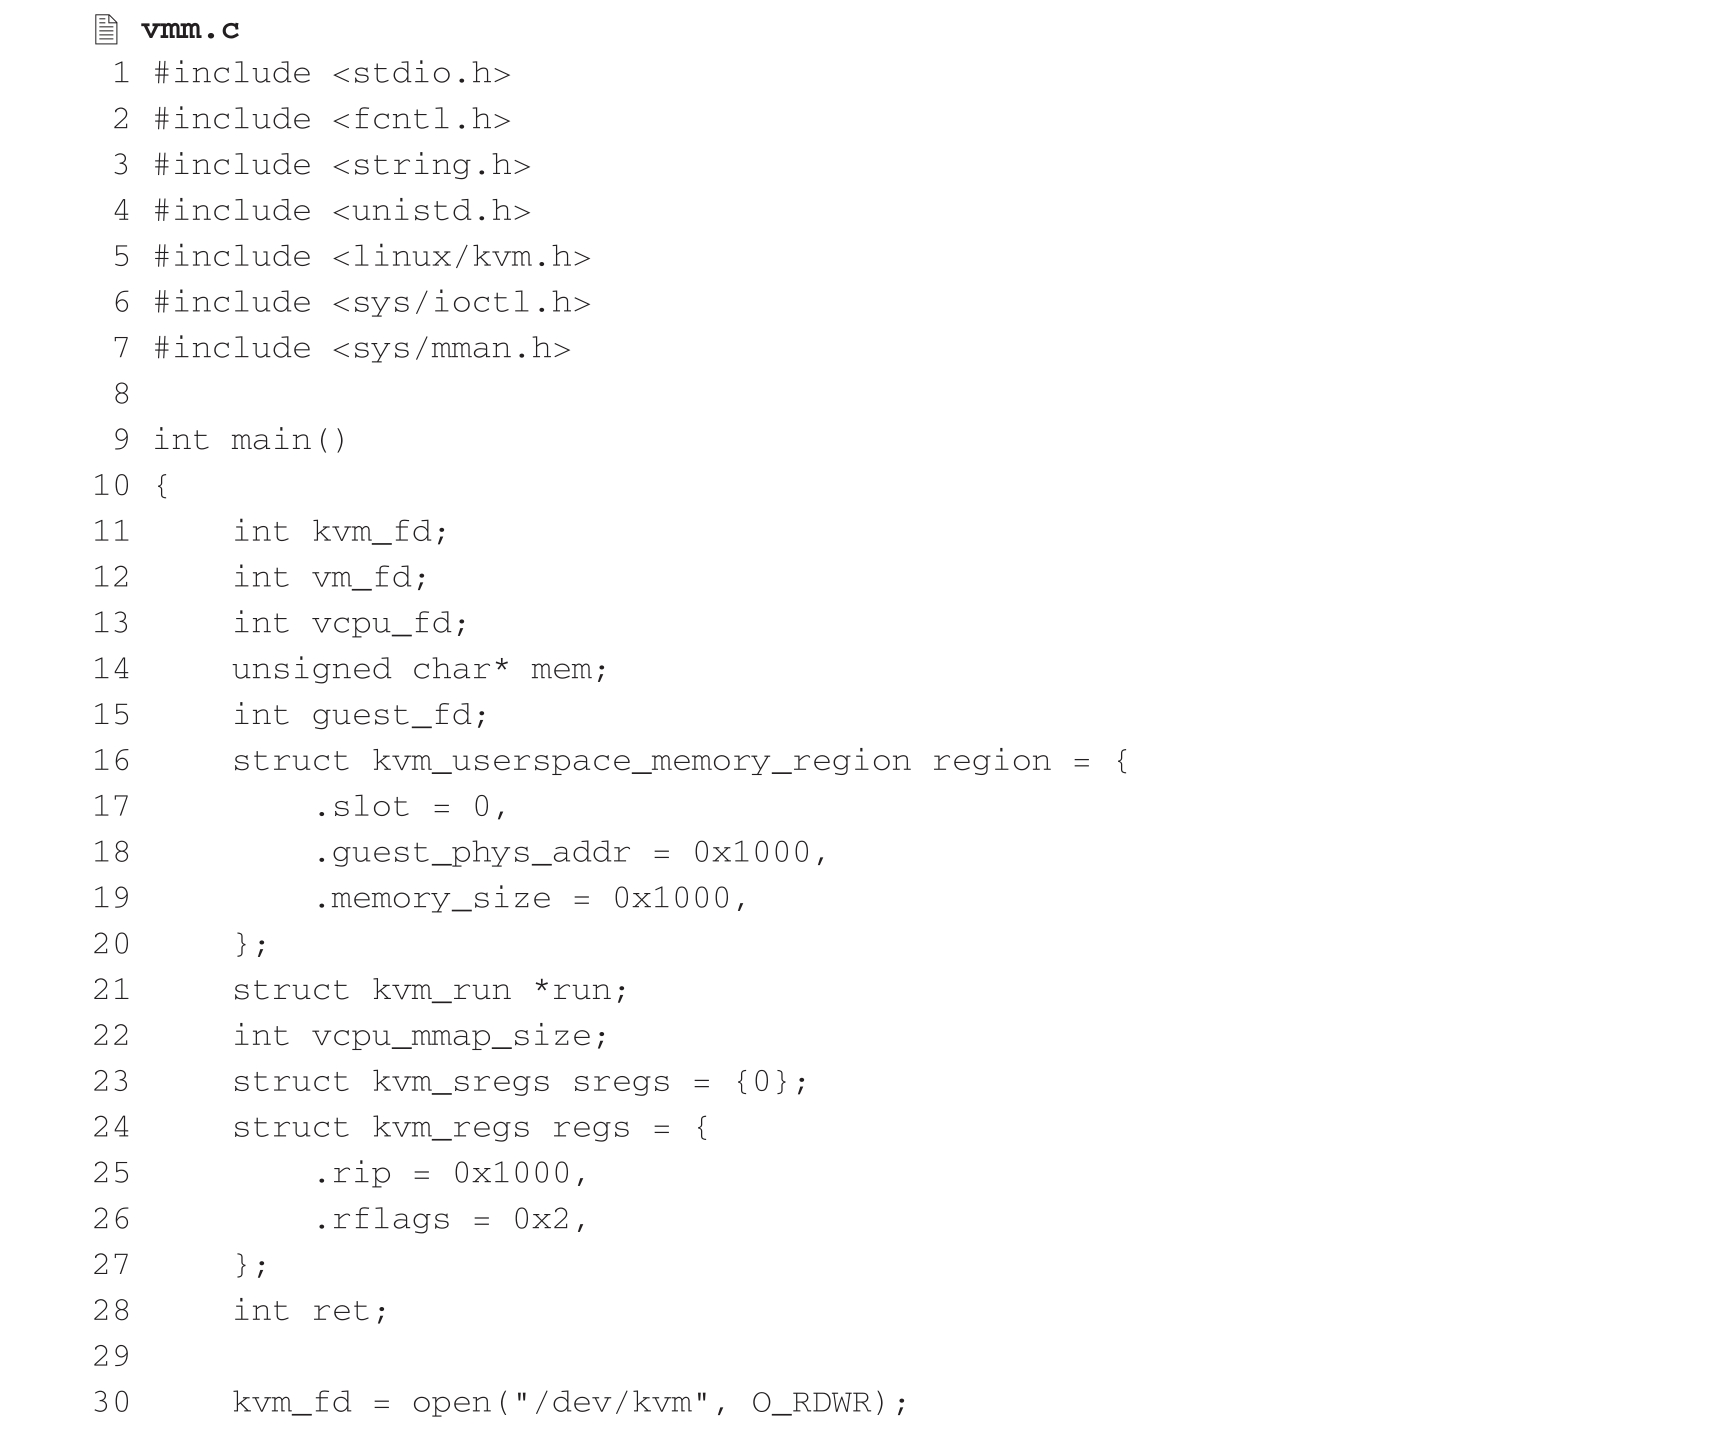 vmm.c
1 #include <stdio.h>
2 #include <fcntl.h>
3 #include <string.h>
4 #include <unistd.h>
5 #include <linux/kvm.h>
6 #include <sys/ioctl.h>
7 #include <sys/mman.h>
8
9 int main()
10 {
11     int kvm_fd;
12     int vm_fd;
13     int vcpu_fd;
14     unsigned char* mem;
15     int guest_fd;
16     struct kvm_userspace_memory_region region = {
17         .slot = 0,
18         .guest_phys_addr = 0x1000,
19         .memory_size = 0x1000,
20     };
21     struct kvm_run *run;
22     int vcpu_mmap_size;
23     struct kvm_sregs sregs = {0};
24     struct kvm_regs regs = {
25         .rip = 0x1000,
26         .rflags = 0x2,
27     };
28     int ret;
29
30     kvm_fd = open("/dev/kvm", O_RDWR);